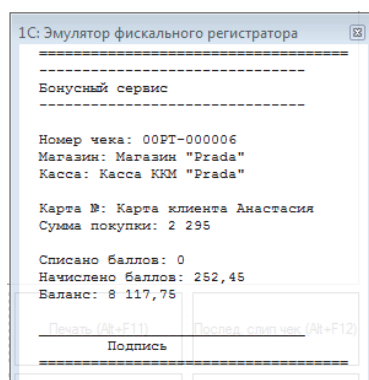 1С: Эмулятор фискального регистратора
====================================
-------------------------------
Бонусный сервис
-------------------------------
Номер чека: 00РТ-000006
Магазин: Магазин "Prada"
Касса: Касса ККМ "Prada"
Карта №: Карта клиента Анастасия
Сумма покупки: 2 295
Списано баллов: 0
Начислено баллов: 252,45
Баланс: 8 117,75
Печать (Alt+F11) Послед. слип чек (Alt+F12)
_______________________________
Подпись
====================================